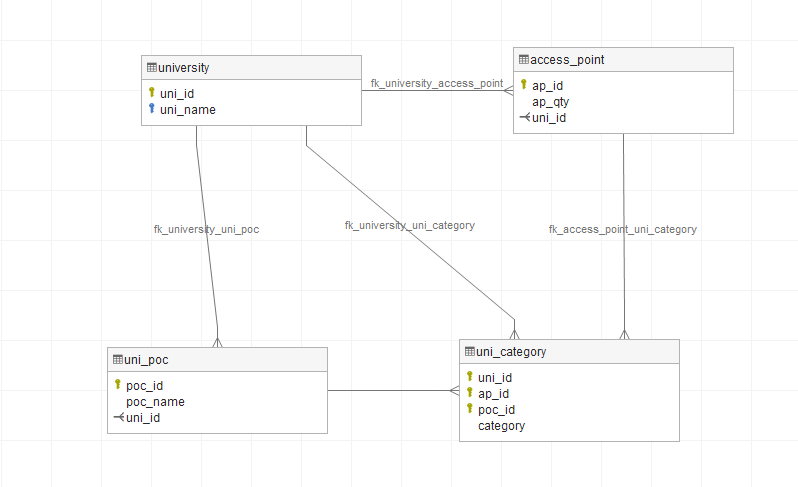 university
uni_id
uni_name
fk_university_access_point
access_point
ap_id
ap_qty
uni_id
fk_university_uni_poc
fk_university_uni_category
fk_access_point_uni_category
uni_poc
poc_id
poc_name
uni_id
uni_category
uni_id
ap_id
poc_id
category